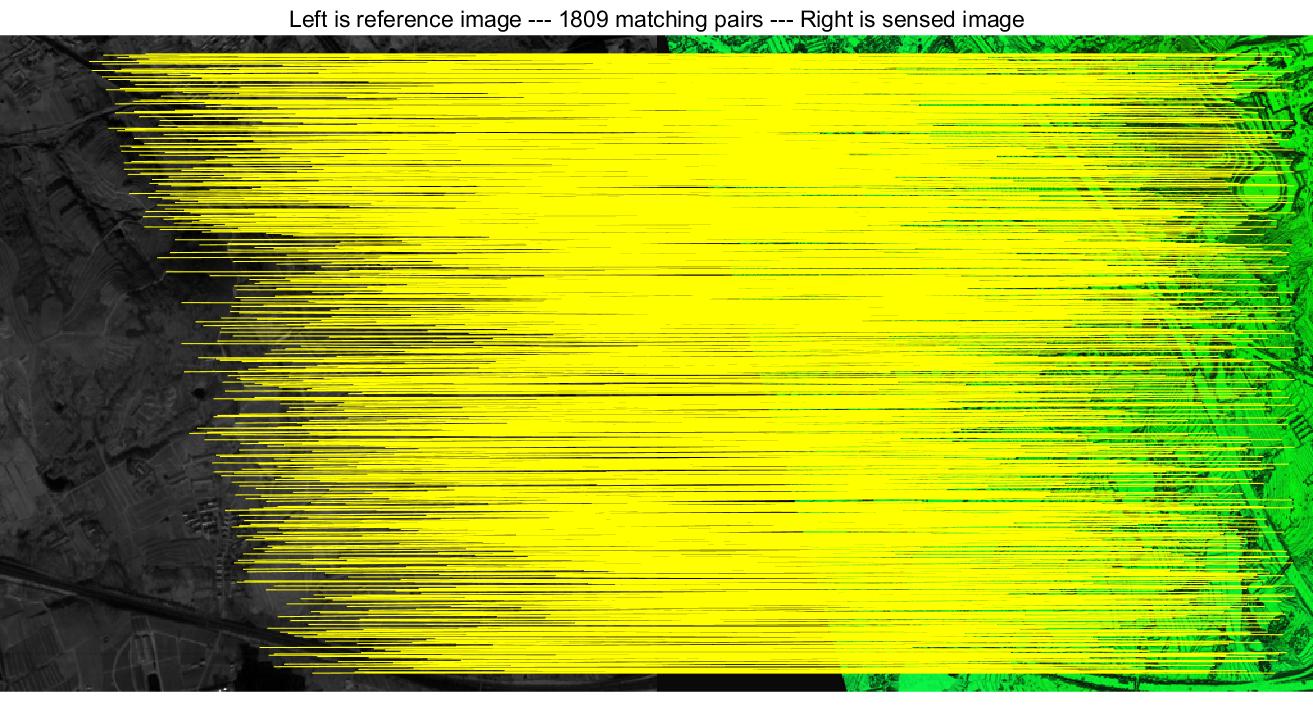 Left is reference image --- 1809 matching pairs --- Right is sensed image